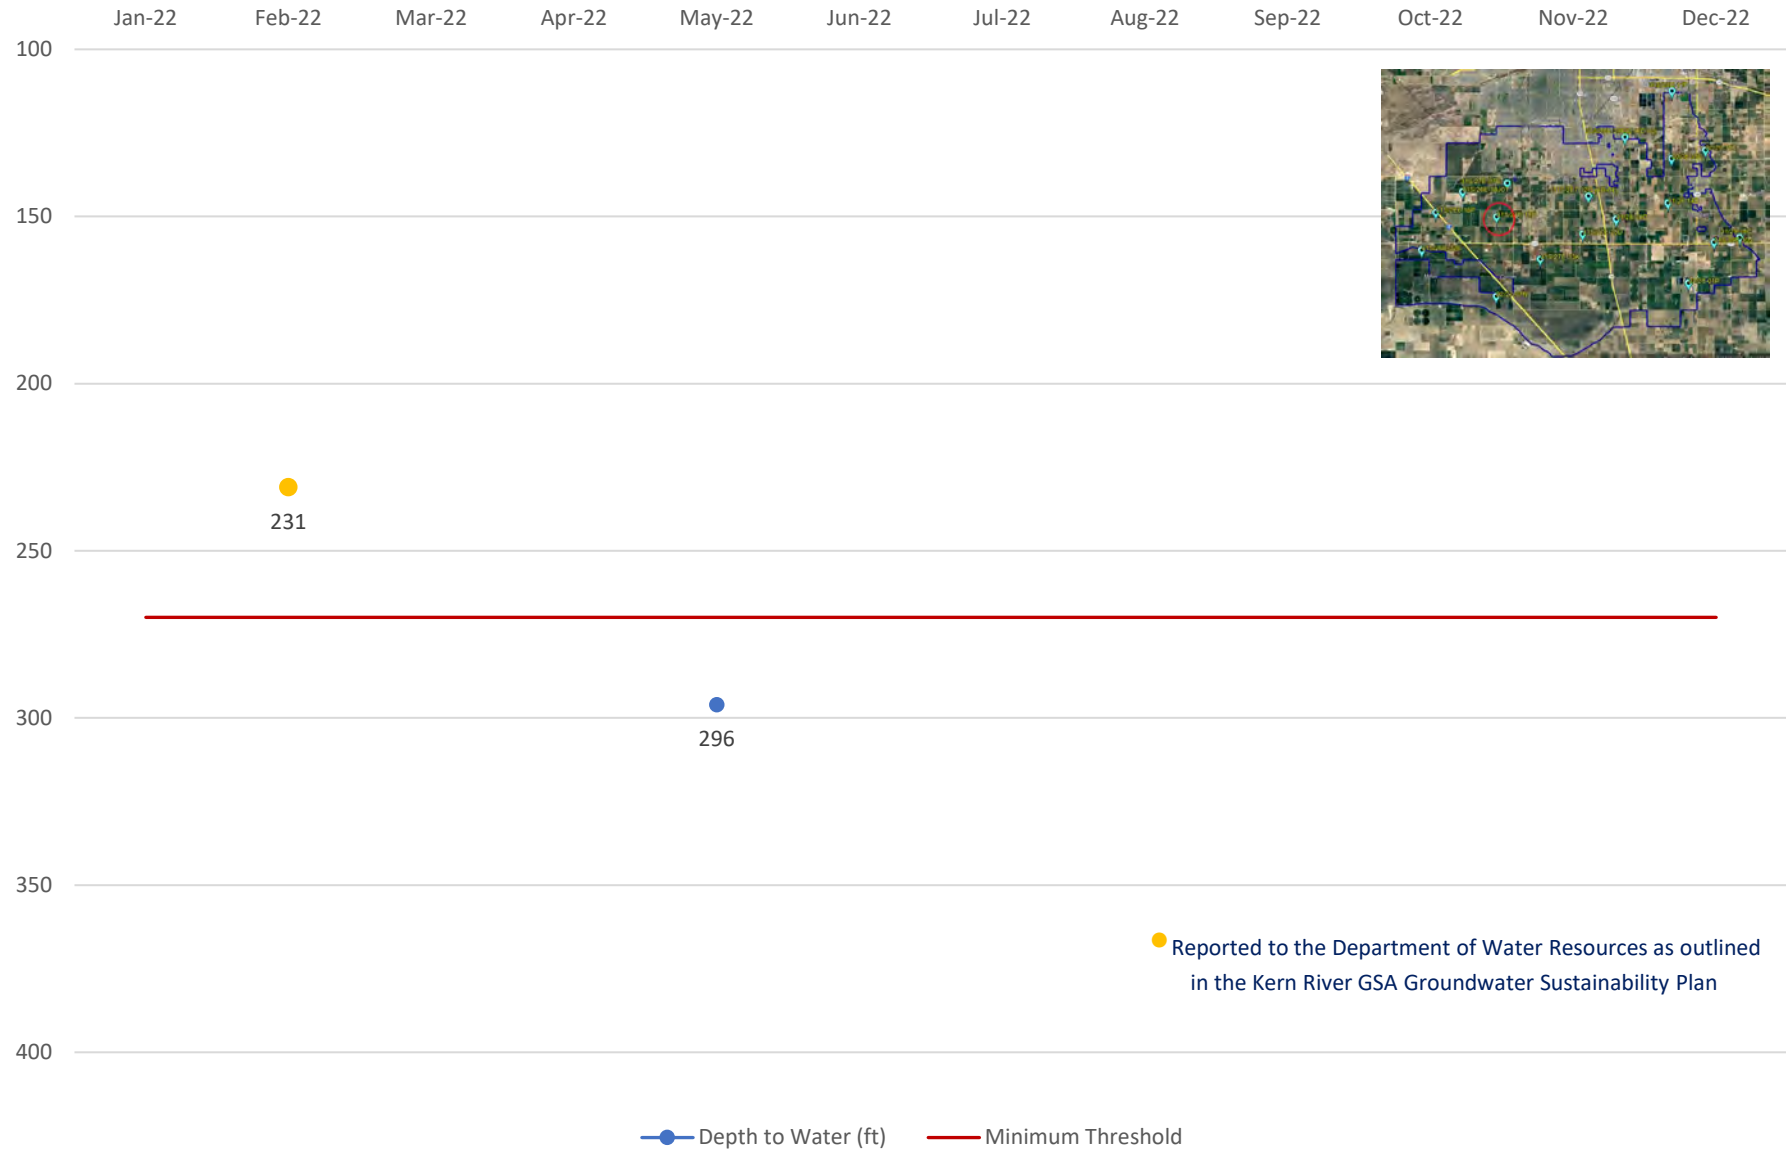 Jan-22 Feb-22 Mar-22 Apr-22 May-22 Jun-22 Jul-22 Aug-22 Sep-22 Oct-22 Nov-22 Dec-22
100
150
200
231
250
296
300
350
Reported to the Department of Water Resources as outlined
in the Kern River GSA Groundwater Sustainability Plan
400
Depth to Water (ft) Minimum Threshold